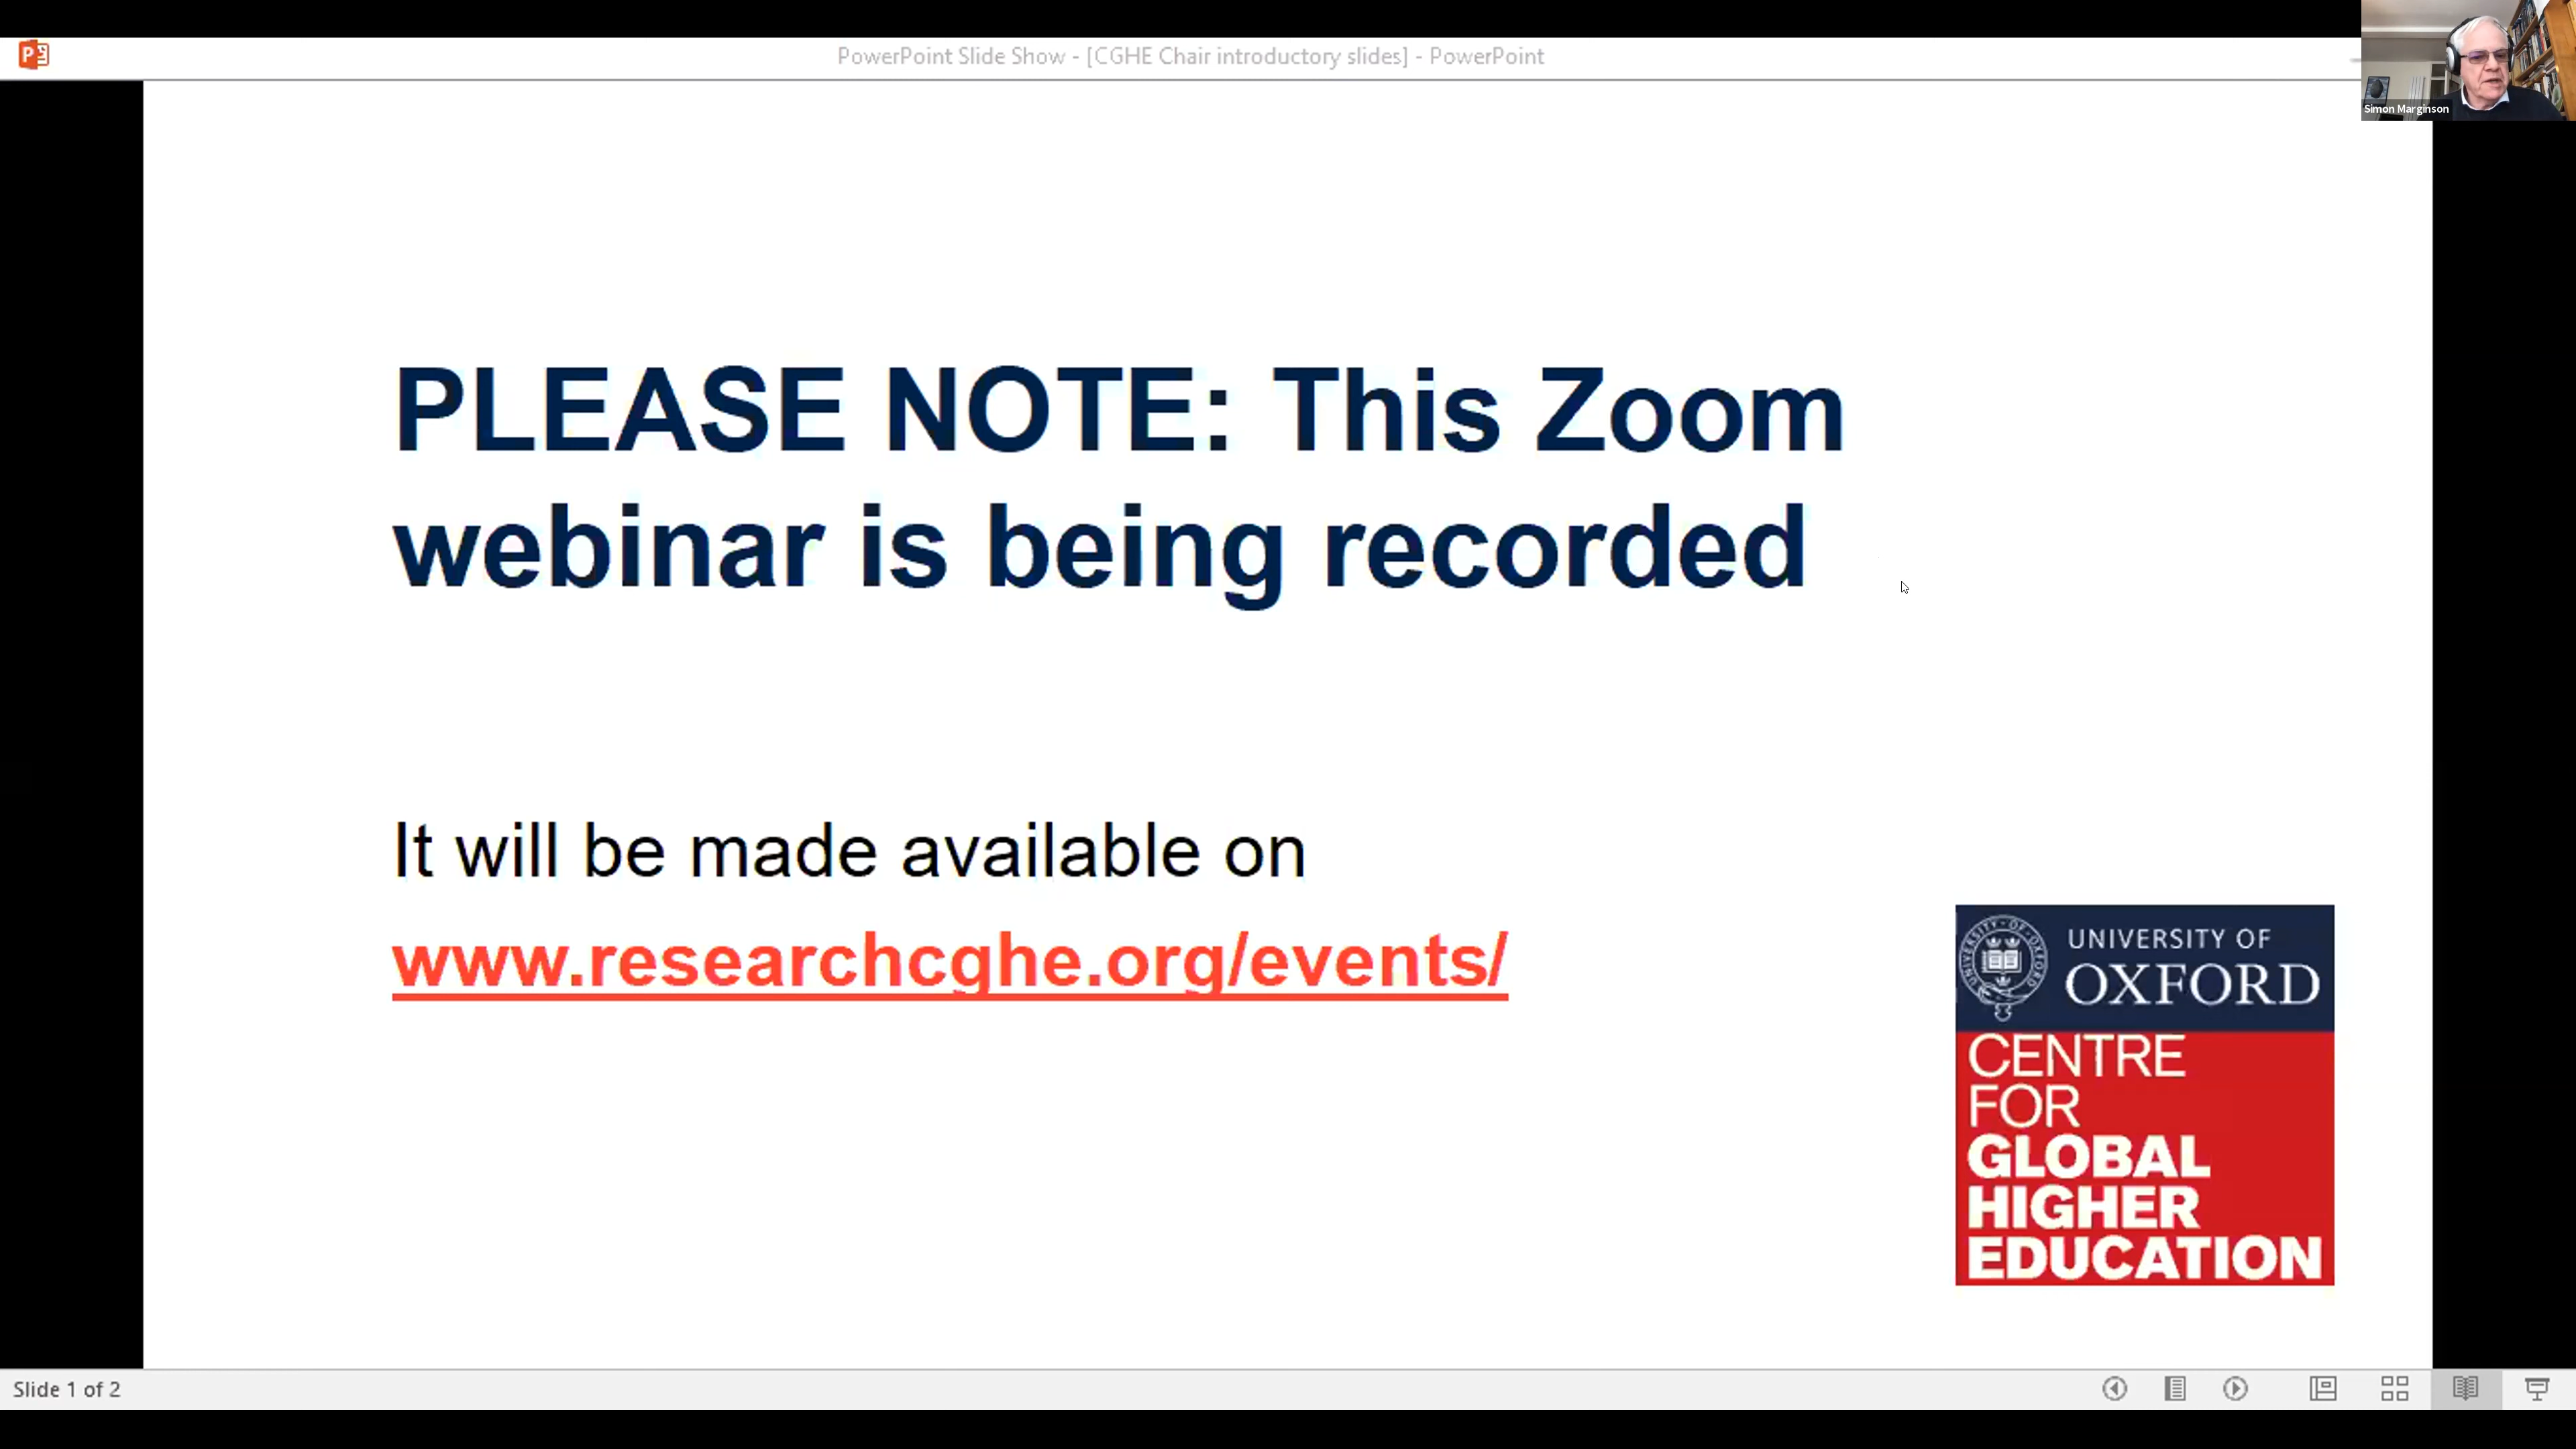 PowerPoint Slide Show - [CGHE Chair introductory slides] - PowerPoint
Simon Marginson
PLEASE NOTE: This Zoom
webinar is being recorded
It will be made available on
www.researchcghe.org/events/
UNIVERSITY OF
OXFORD
CENTRE
FOR
GLOBAL
HIGHER
EDUCATION
Slide 1 of 2